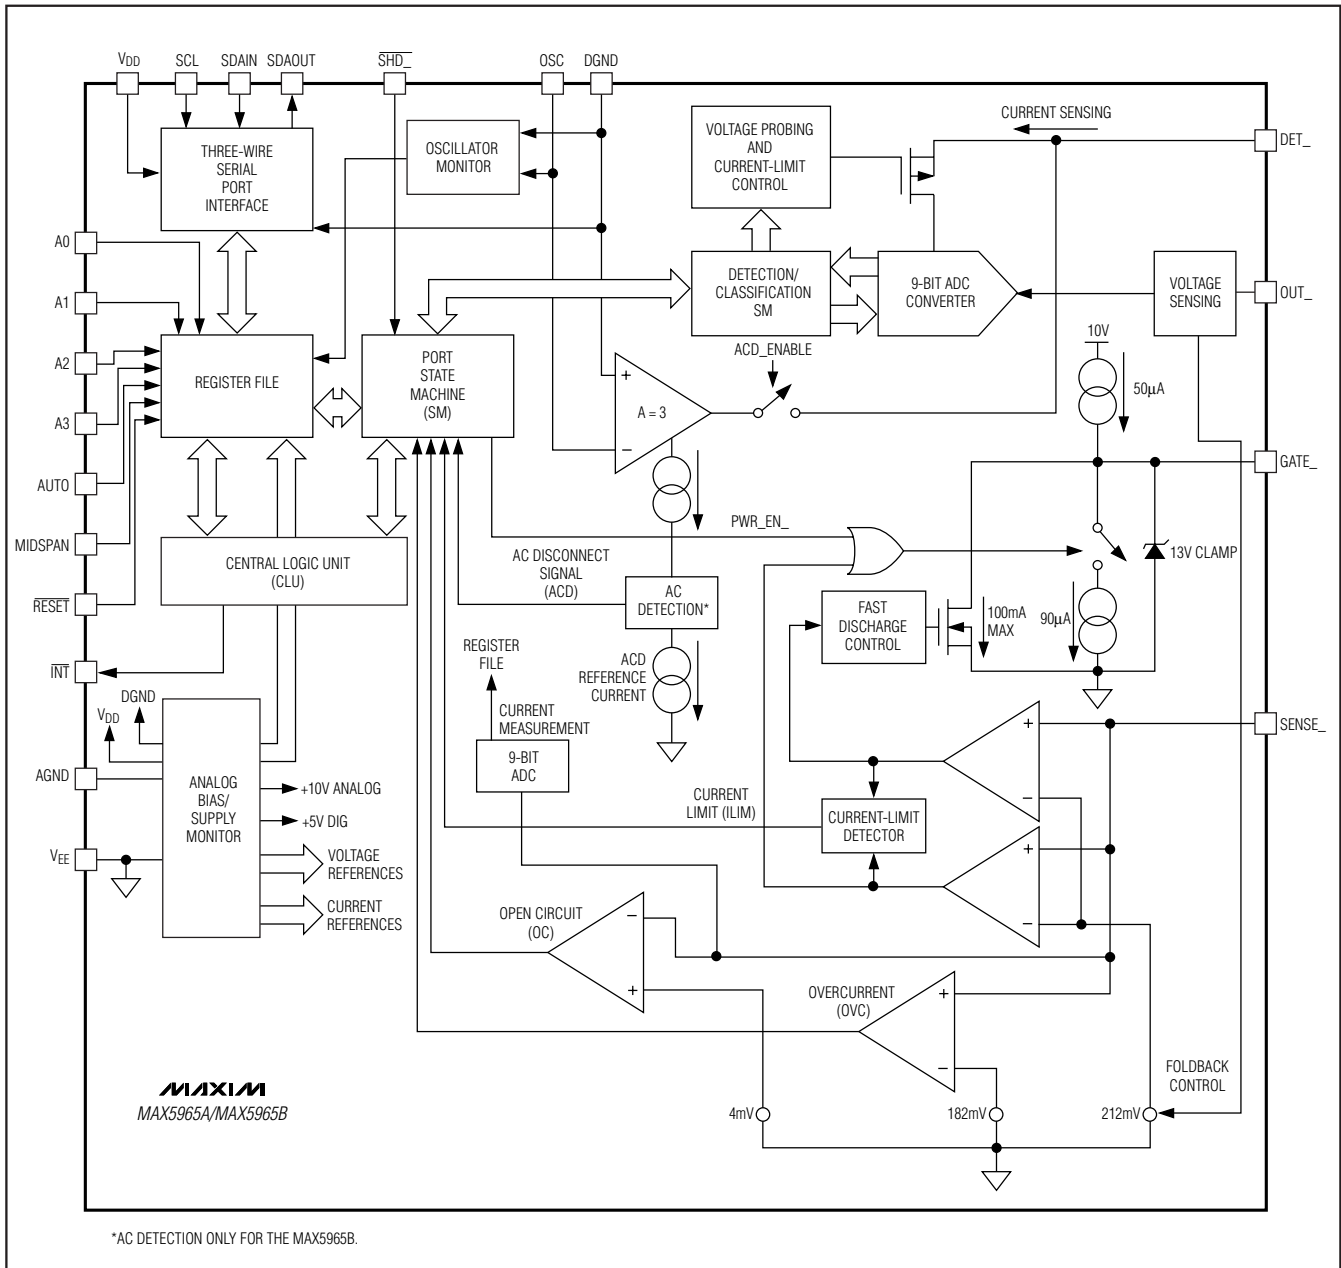 VDD
SCL
SDAIN
SDAOUT
SHD_
OSC
DGND
THREE-WIRE
SERIAL
PORT
INTERFACE
OSCILLATOR
MONITOR
VOLTAGE PROBING
AND
CURRENT-LIMIT
CONTROL
CURRENT SENSING
DET_
A0
A1
A2
A3
AUTO
MIDSPAN
RESET
INT
REGISTER FILE
PORT
STATE
MACHINE
(SM)
DETECTION/
CLASSIFICATION
SM
9-BIT ADC
CONVERTER
VOLTAGE
SENSING
OUT_
ACD_ENABLE
+
A = 3
−
10V
50µA
GATE_
PWR_EN_
CENTRAL LOGIC UNIT
(CLU)
AC DISCONNECT
SIGNAL
(ACD)
AC
DETECTION*
ACD
REFERENCE
CURRENT
FAST
DISCHARGE
CONTROL
100mA
MAX
90µA
13V CLAMP
REGISTER
FILE
CURRENT
MEASUREMENT
9-BIT
ADC
DGND
VDD
AGND
VEE
ANALOG
BIAS/
SUPPLY
MONITOR
+10V ANALOG
+5V DIG
VOLTAGE
REFERENCES
CURRENT
REFERENCES
CURRENT
LIMIT (ILIM)
CURRENT-LIMIT
DETECTOR
+
−
+
−
SENSE_
OPEN CIRCUIT
(OC)
−
+
OVERCURRENT
(OVC)
+
−
FOLDBACK
CONTROL
4mV
182mV
212mV
MAXIM
MAX5965A/MAX5965B
*AC DETECTION ONLY FOR THE MAX5965B.